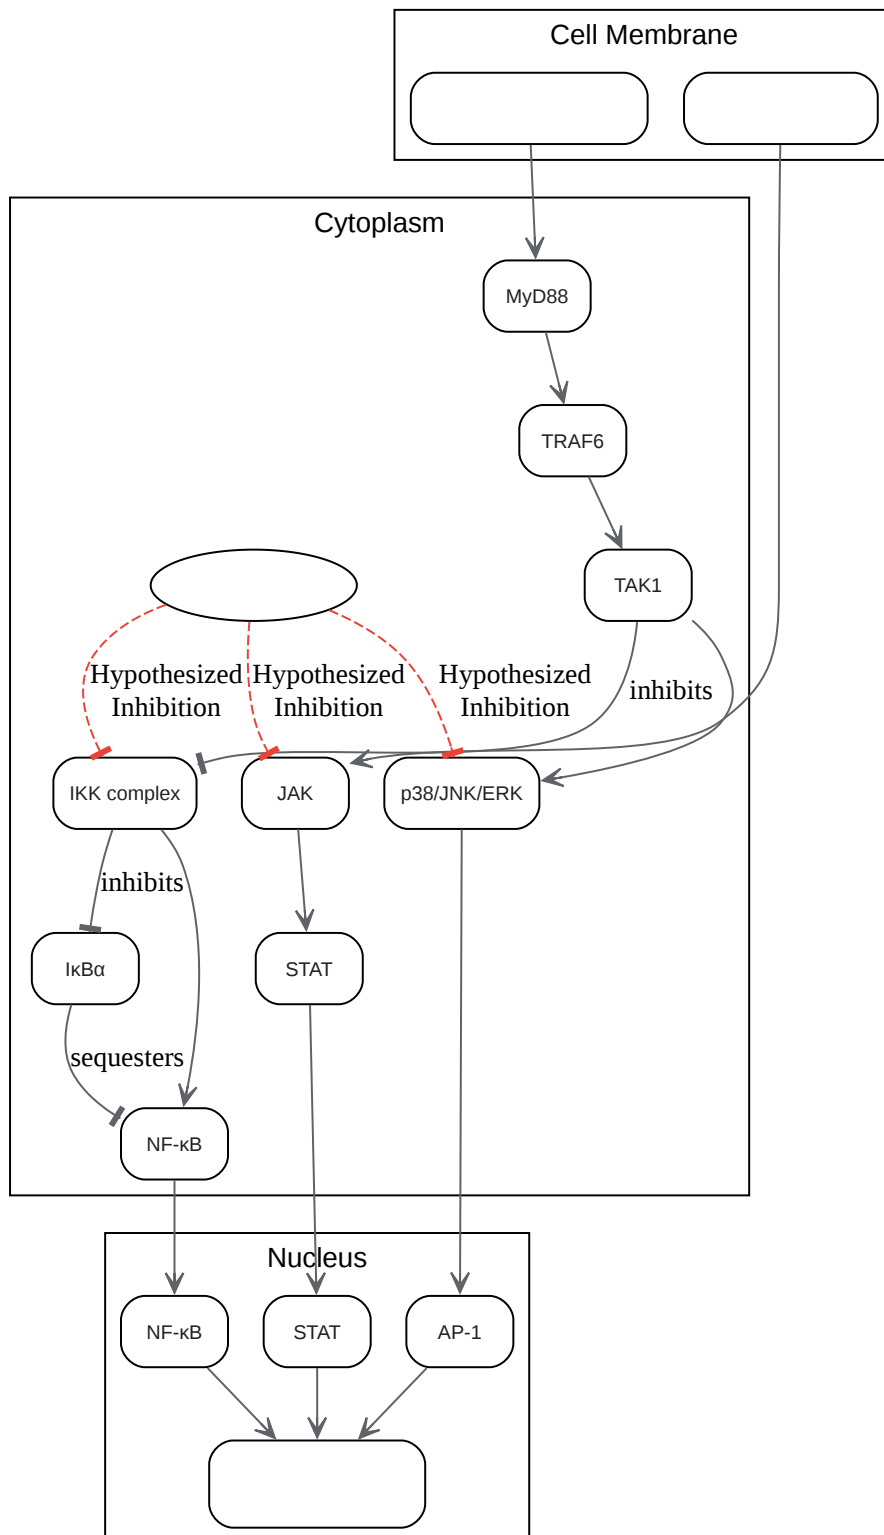 Cell Membrane
Cytoplasm
MyD88
TRAF6
TAK1
Hypothesized
Inhibition
Hypothesized
Inhibition
Hypothesized
Inhibition
inhibits
IKK complex
JAK
p38/JNK/ERK
inhibits
IκBα
STAT
sequesters
NF-κB
Nucleus
NF-κB
STAT
AP-1